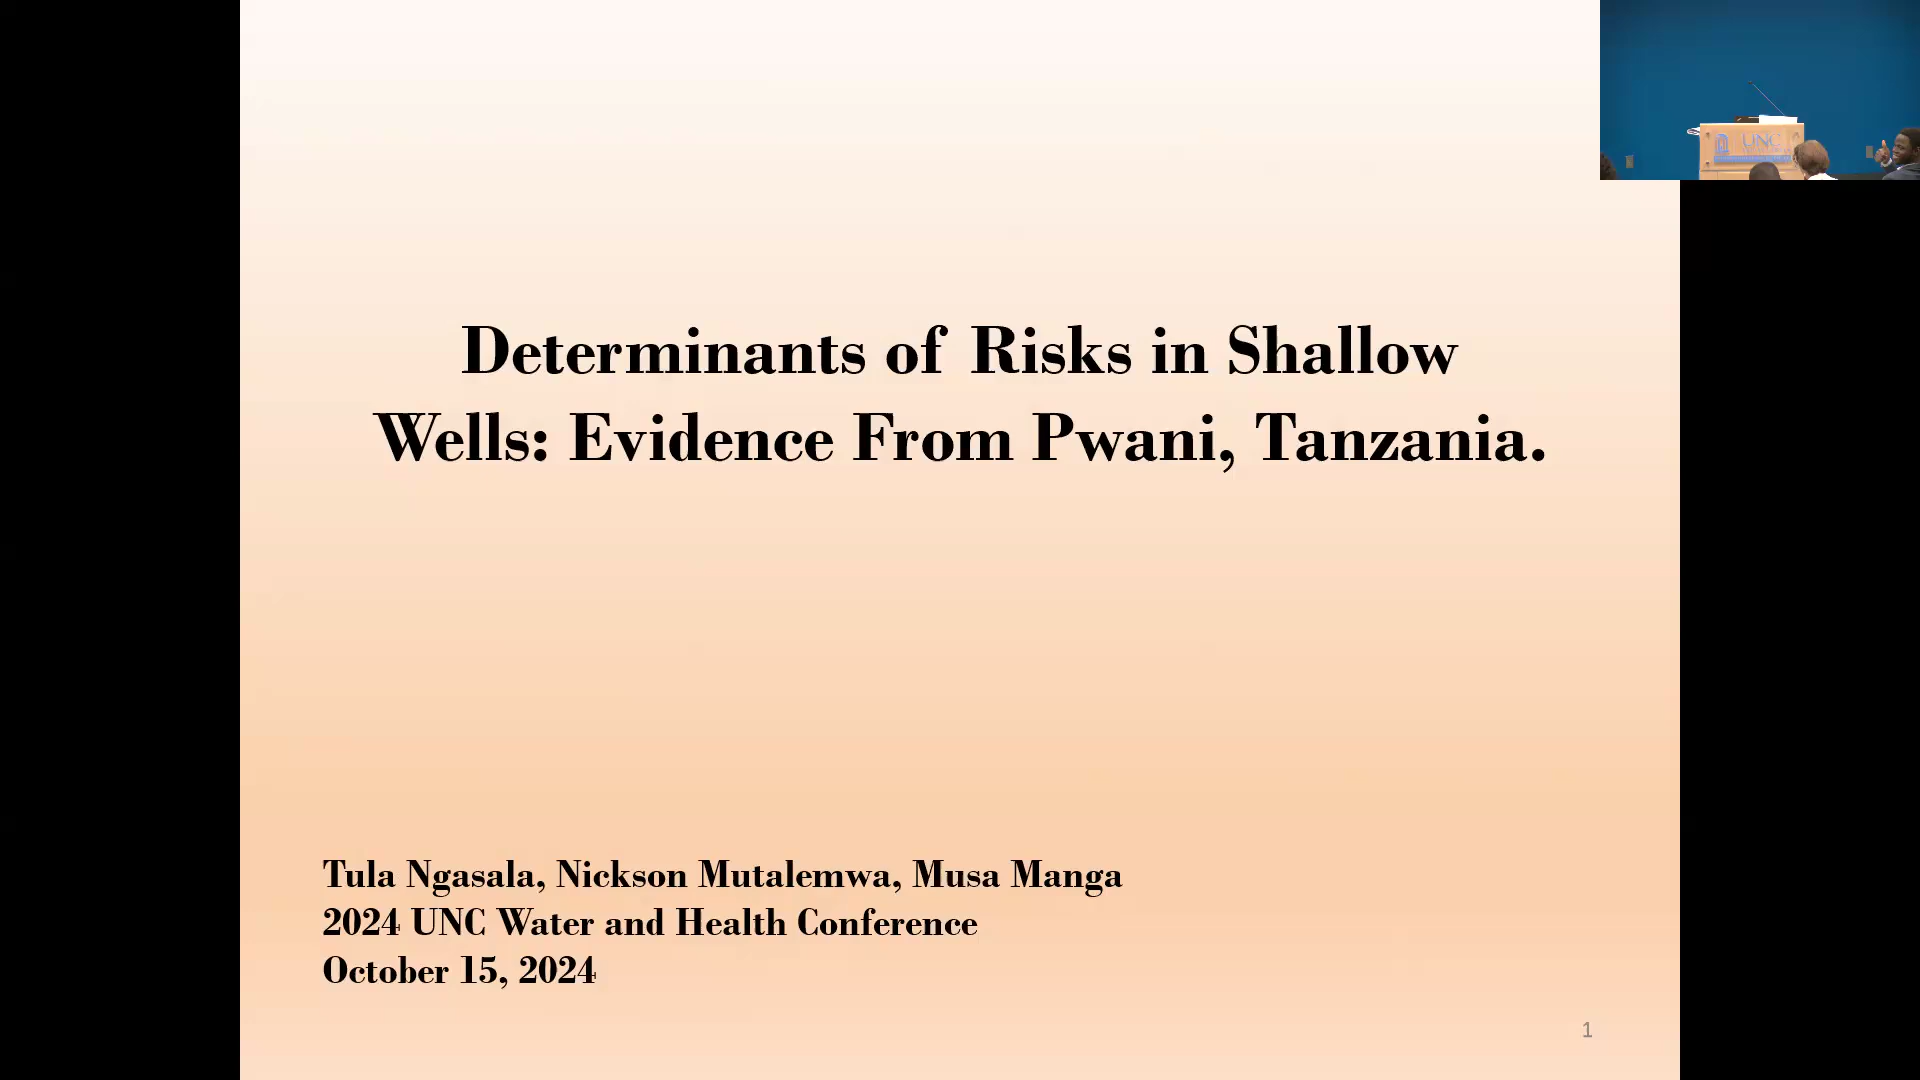 Determinants of Risks in Shallow
Wells: Evidence From Pwani, Tanzania.
Tula Ngasala, Nickson Mutalemwa, Musa Manga
2024 UNC Water and Health Conference
October 15, 2024
1
UNC